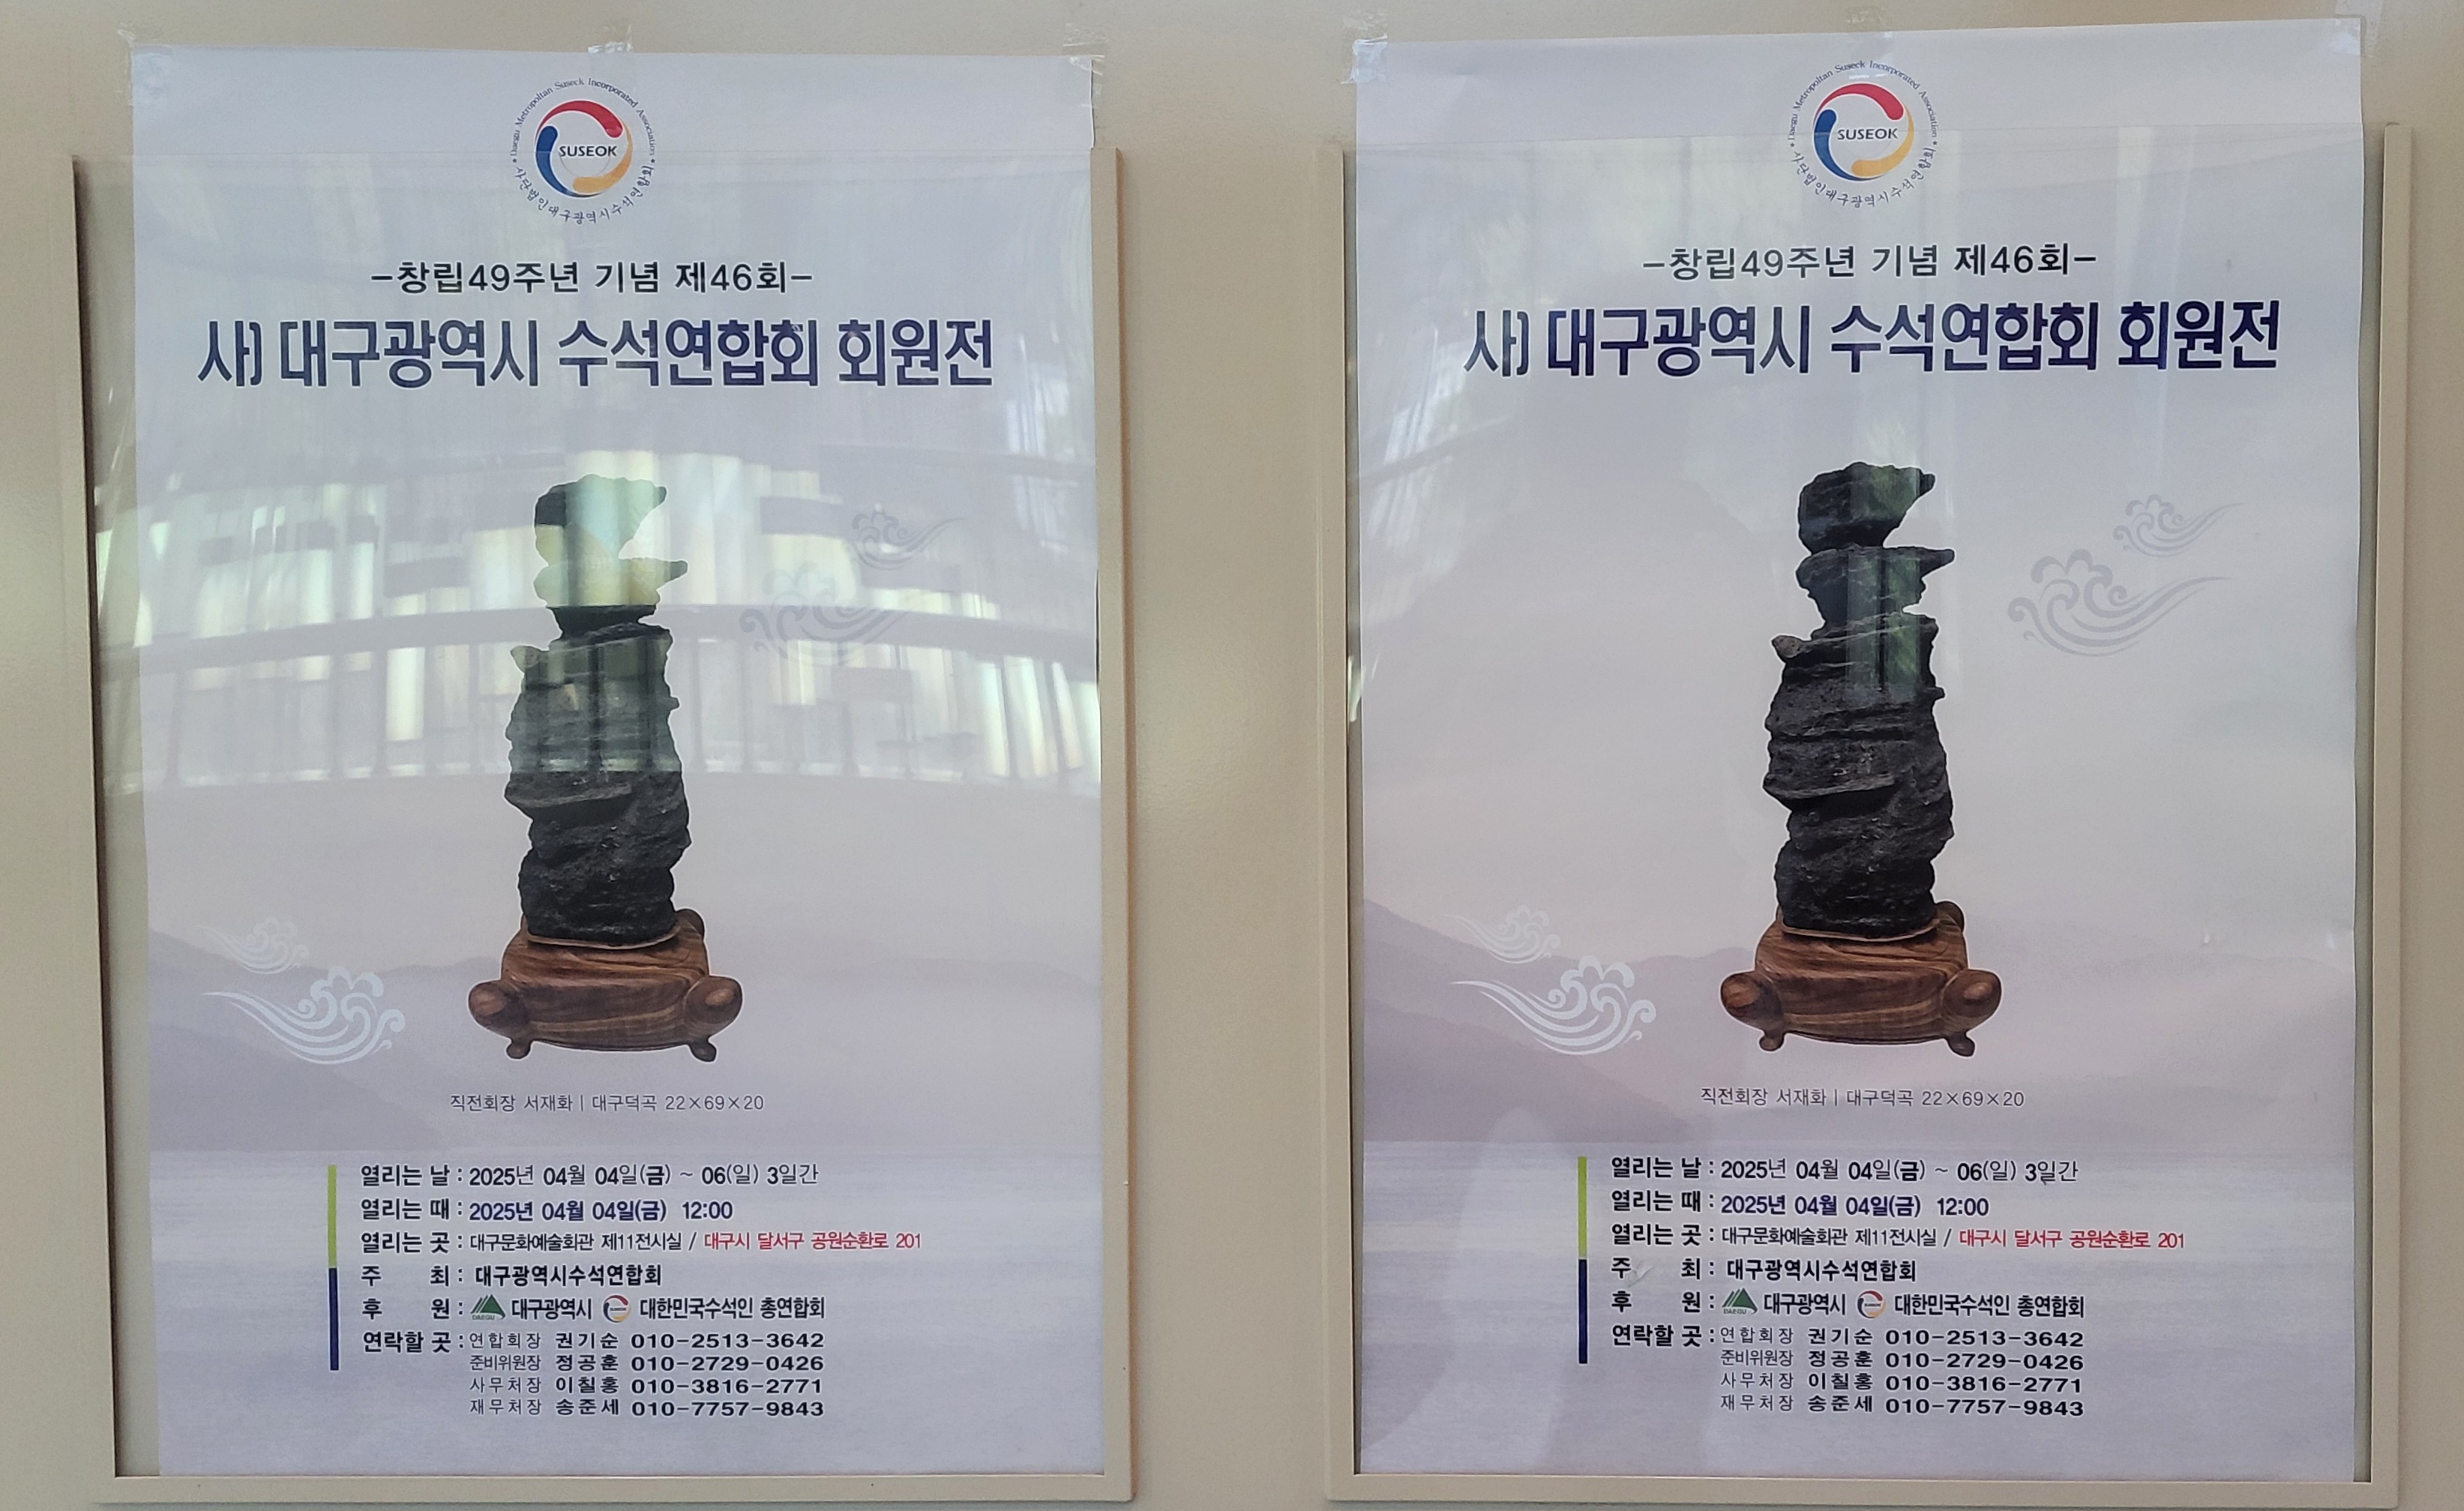 Daegu Metropoltan Suseck Incorporated Association
SUSEOK
사단법인대구광역시수석연합회
-창립49주년 기념 제46회-
사) 대구광역시 수석연합회 회원전
직전회장 서재화 | 대구덕곡 22×69×20
열리는 날 : 2025년 04월 04일(금) ~ 06(일) 3일간
열리는 때 : 2025년 04월 04일(금) 12:00
열리는 곳 : 대구문화예술회관 제11전시실 / 대구시 달서구 공원순환로 201
주 최 : 대구광역시수석연합회
후 원 : DAEGU 대구광역시 대한민국수석인 총연합회
연락할 곳 : 연합회장 권기순 010-2513-3642
준비위원장 정공훈 010-2729-0426
사무처장 이칠홍 010-3816-2771
재무처장 송준세 010-7757-9843
Daegu Metropoltan Suseck Incorporated Association
SUSEOK
사단법인대구광역시수석연합회
-창립49주년 기념 제46회-
사) 대구광역시 수석연합회 회원전
직전회장 서재화 | 대구덕곡 22×69×20
열리는 날 : 2025년 04월 04일(금) ~ 06(일) 3일간
열리는 때 : 2025년 04월 04일(금) 12:00
열리는 곳 : 대구문화예술회관 제11전시실 / 대구시 달서구 공원순환로 201
주 최 : 대구광역시수석연합회
후 원 : DAEGU 대구광역시 대한민국수석인 총연합회
연락할 곳 : 연합회장 권기순 010-2513-3642
준비위원장 정공훈 010-2729-0426
사무처장 이칠홍 010-3816-2771
재무처장 송준세 010-7757-9843